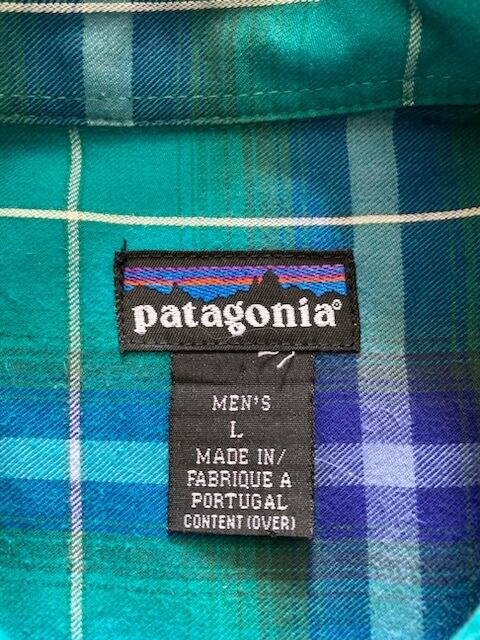 patagonia®
MEN'S
L
MADE IN/
FABRIQUE A
PORTUGAL
CONTENT (OVER)